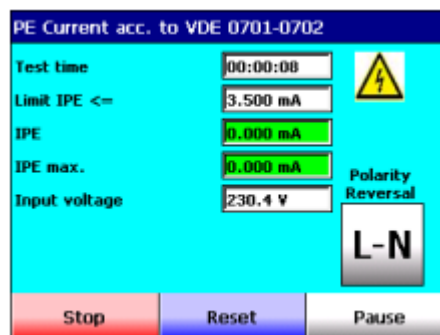 PE Current acc. to VDE 0701-0702
Test time 00:00:08
Limit IPE <= 3.500 mA
IPE 0.000 mA
IPE max. 0.000 mA
Polarity
Reversal
Input voltage 230.4 V
L-N
Stop Reset Pause